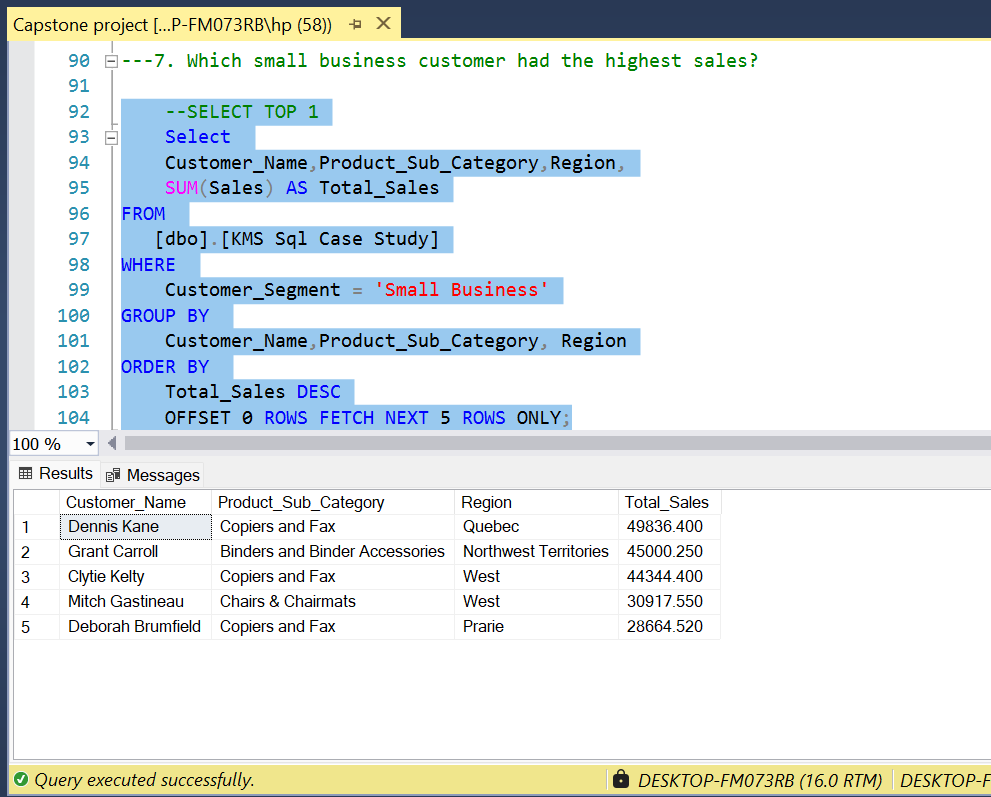 Capstone project [...P-FM073RB\hp (58))
90 ---7. Which small business customer had the highest sales?
91
92 --SELECT TOP 1
93 Select
94 Customer_Name,Product_Sub_Category,Region,
95 SUM(Sales) AS Total_Sales
96 FROM
97 [dbo].[KMS Sql Case Study]
98 WHERE
99 Customer_Segment = 'Small Business'
100 GROUP BY
101 Customer_Name,Product_Sub_Category, Region
102 ORDER BY
103 Total_Sales DESC
104 OFFSET 0 ROWS FETCH NEXT 5 ROWS ONLY;
100 %
Results Messages
Customer_Name Product_Sub_Category Region Total_Sales
1 Dennis Kane Copiers and Fax Quebec 49836.400
2 Grant Carroll Binders and Binder Accessories Northwest Territories 45000.250
3 Clytie Kelty Copiers and Fax West 44344.400
4 Mitch Gastineau Chairs & Chairmats West 30917.550
5 Deborah Brumfield Copiers and Fax Prarie 28664.520
Query executed successfully. DESKTOP-FM073RB (16.0 RTM) DESKTOP-F